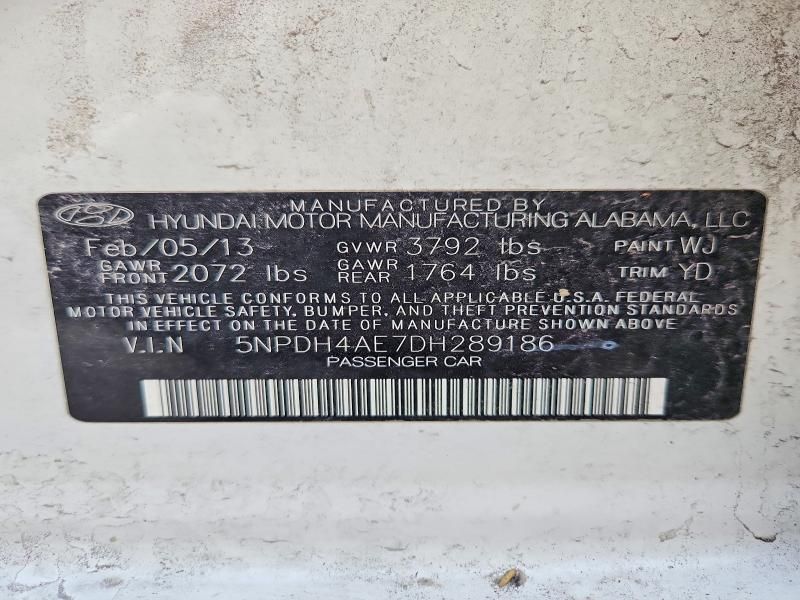 MANUFACTURED BY
HYUNDAI MOTOR MANUFACTURING ALABAMA, LLC
Feb/05/13 GVWR 3792 lbs PAINT WJ
GAWR FRONT 2072 lbs GAWR REAR 1764 lbs TRIM YD
THIS VEHICLE CONFORMS TO ALL APPLICABLE U.S.A. FEDERAL
MOTOR VEHICLE SAFETY, BUMPER, AND THEFT PREVENTION STANDARDS
IN EFFECT ON THE DATE OF MANUFACTURE SHOWN ABOVE
V.I.N 5NPDH4AE7DH289186
PASSENGER CAR